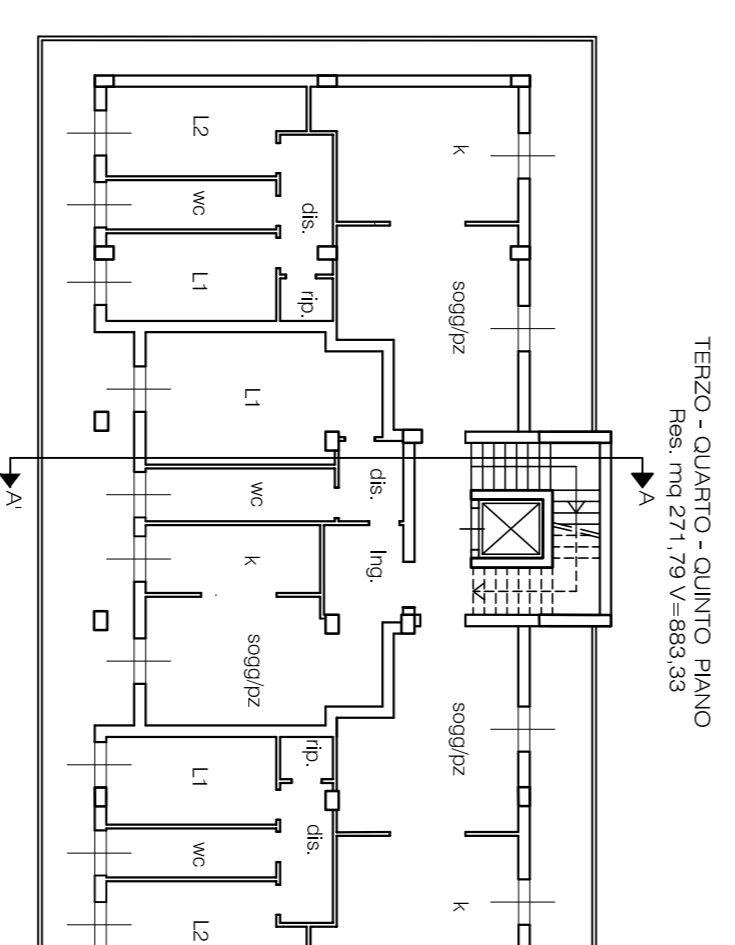 TERZO - QUARTO - QUINTO PIANO
Res. mq 271,79 V=883,33
k
sogg/pz
A
sogg/pz
k
L2
dis.
wc
L1
rip.
L1
dis.
wc
Ing.
k
sogg/pz
rip.
L1
dis.
wc
L2
A'